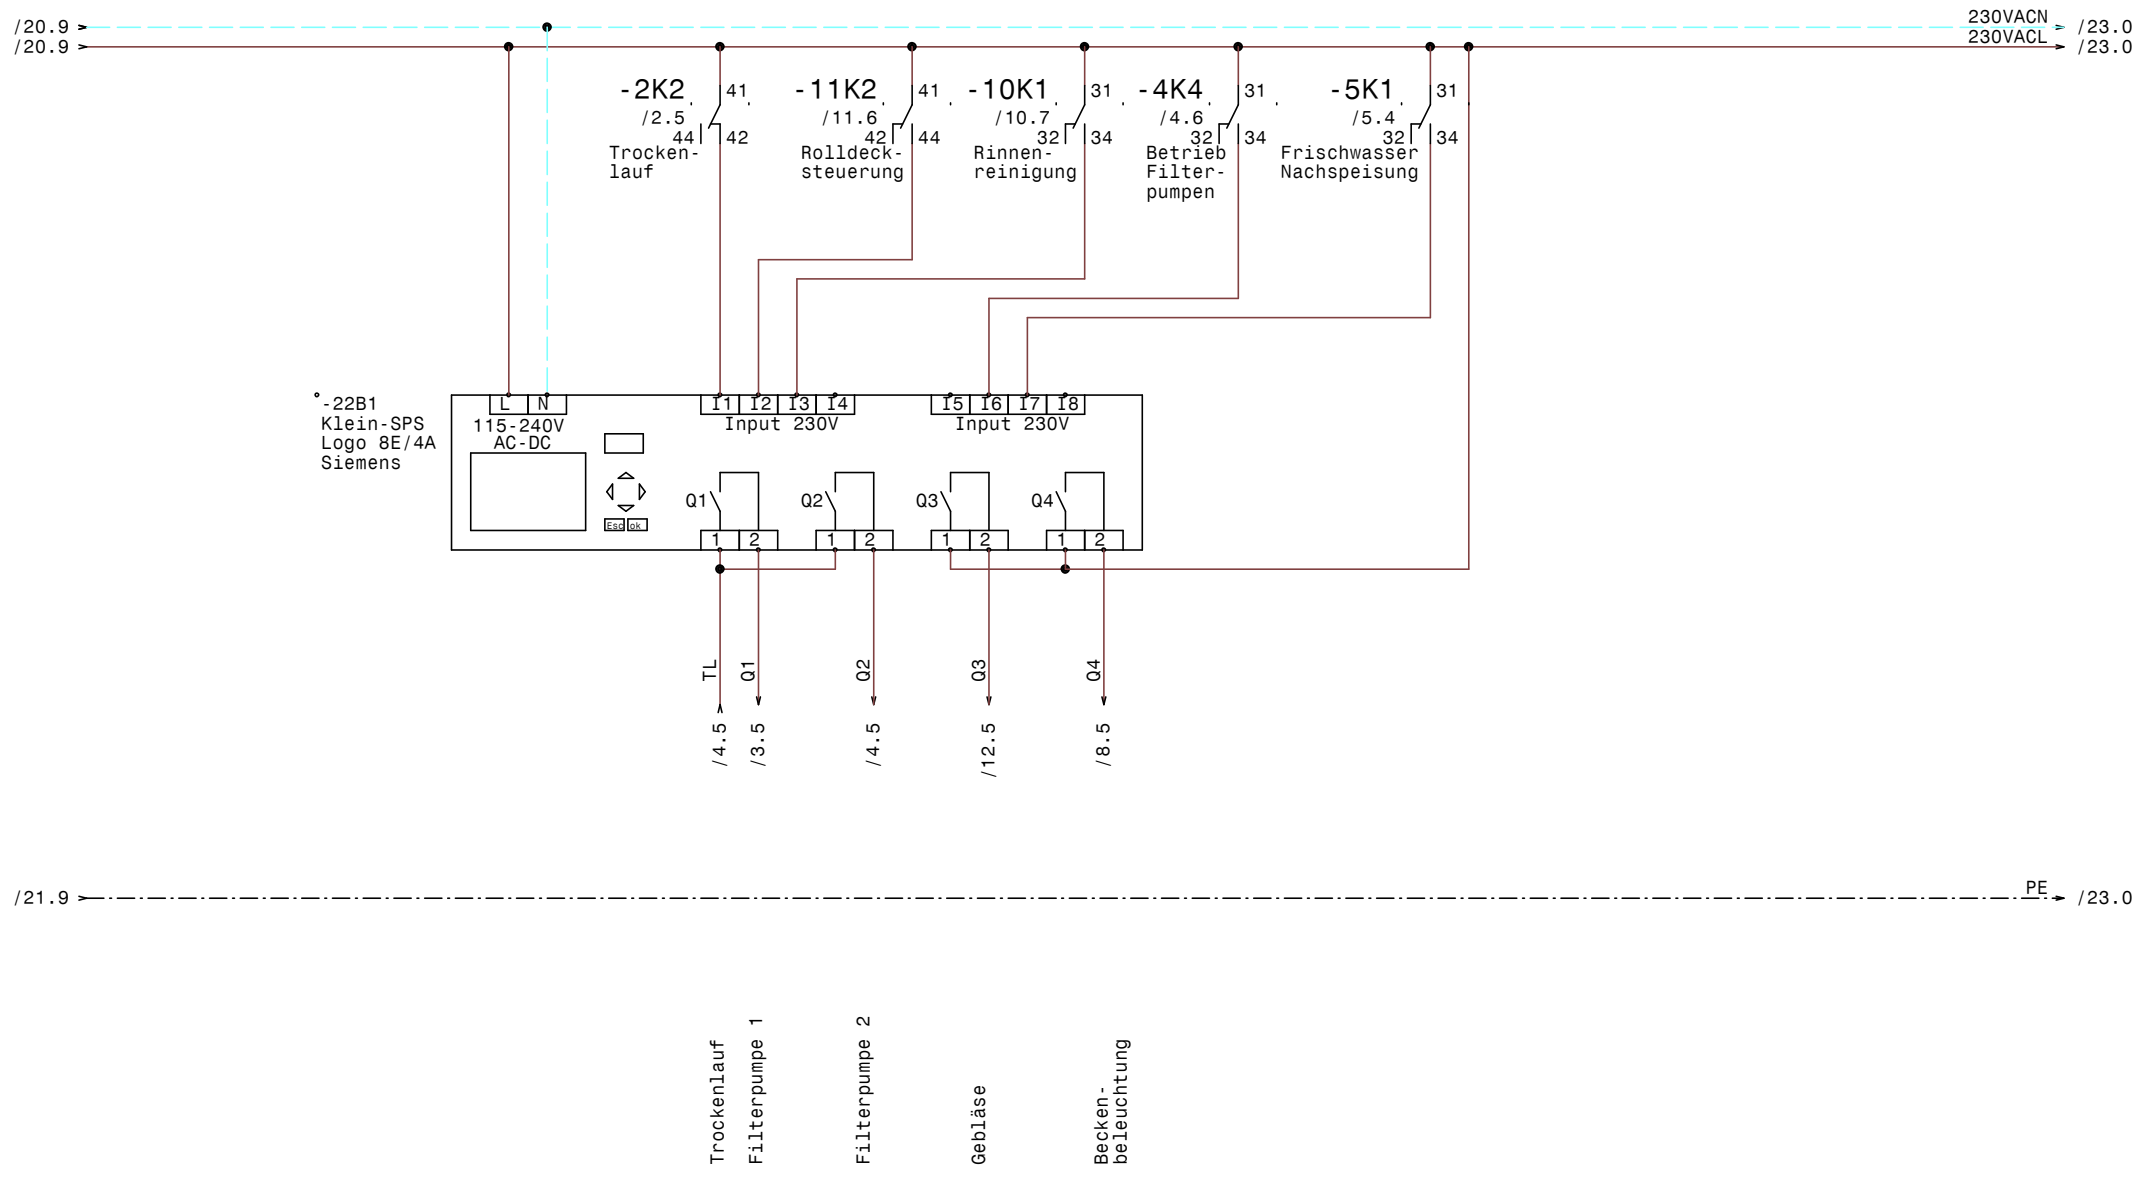 /20.9
230VACN
/23.0
/20.9
230VACL
/23.0
-2K2
41
/2.5
44
42
Trocken-
lauf
-11K2
41
/11.6
42
44
Rolldeck-
steuerung
-10K1
31
/10.7
32
34
Rinnen-
reinigung
-4K4
31
/4.6
32
34
Betrieb
Filter-
pumpen
-5K1
31
/5.4
32
34
Frischwasser
Nachspeisung
-22B1
Klein-SPS
Logo 8E/4A
Siemens
L N
115-240V
AC-DC
I1 I2 I3 I4
Input 230V
I5 I6 I7 I8
Input 230V
Esc ok
Q1
Q2
Q3
Q4
1 2
1 2
1 2
1 2
TL
Q1
Q2
Q3
Q4
/4.5
/3.5
/4.5
/12.5
/8.5
/21.9
PE
/23.0
Trockenlauf
Filterpumpe 1
Filterpumpe 2
Gebläse
Becken-
beleuchtung